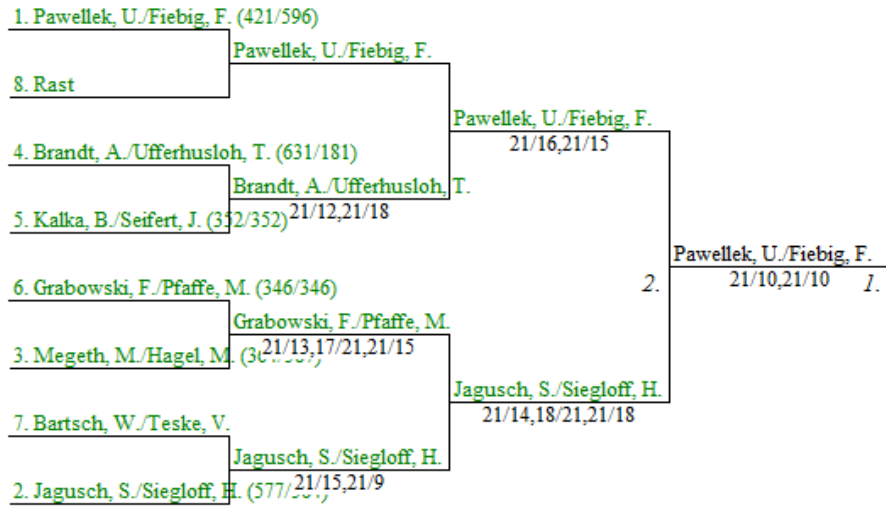 1. Pawellek, U./Fiebig, F. (421/596)
Pawellek, U./Fiebig, F.
8. Rast
Pawellek, U./Fiebig, F.
21/16,21/15
4. Brandt, A./Ufferhusloh, T. (631/181)
Brandt, A./Ufferhusloh, T.
21/12,21/18
5. Kalka, B./Seifert, J. (352/352)
Pawellek, U./Fiebig, F.
21/10,21/10
2.
1.
6. Grabowski, F./Pfaffe, M. (346/346)
Grabowski, F./Pfaffe, M.
21/13,17/21,21/15
3. Megeth, M./Hagel, M.
Jagusch, S./Siegloff, H.
21/14,18/21,21/18
7. Bartsch, W./Teske, V.
Jagusch, S./Siegloff, H.
21/15,21/9
2. Jagusch, S./Siegloff, H.